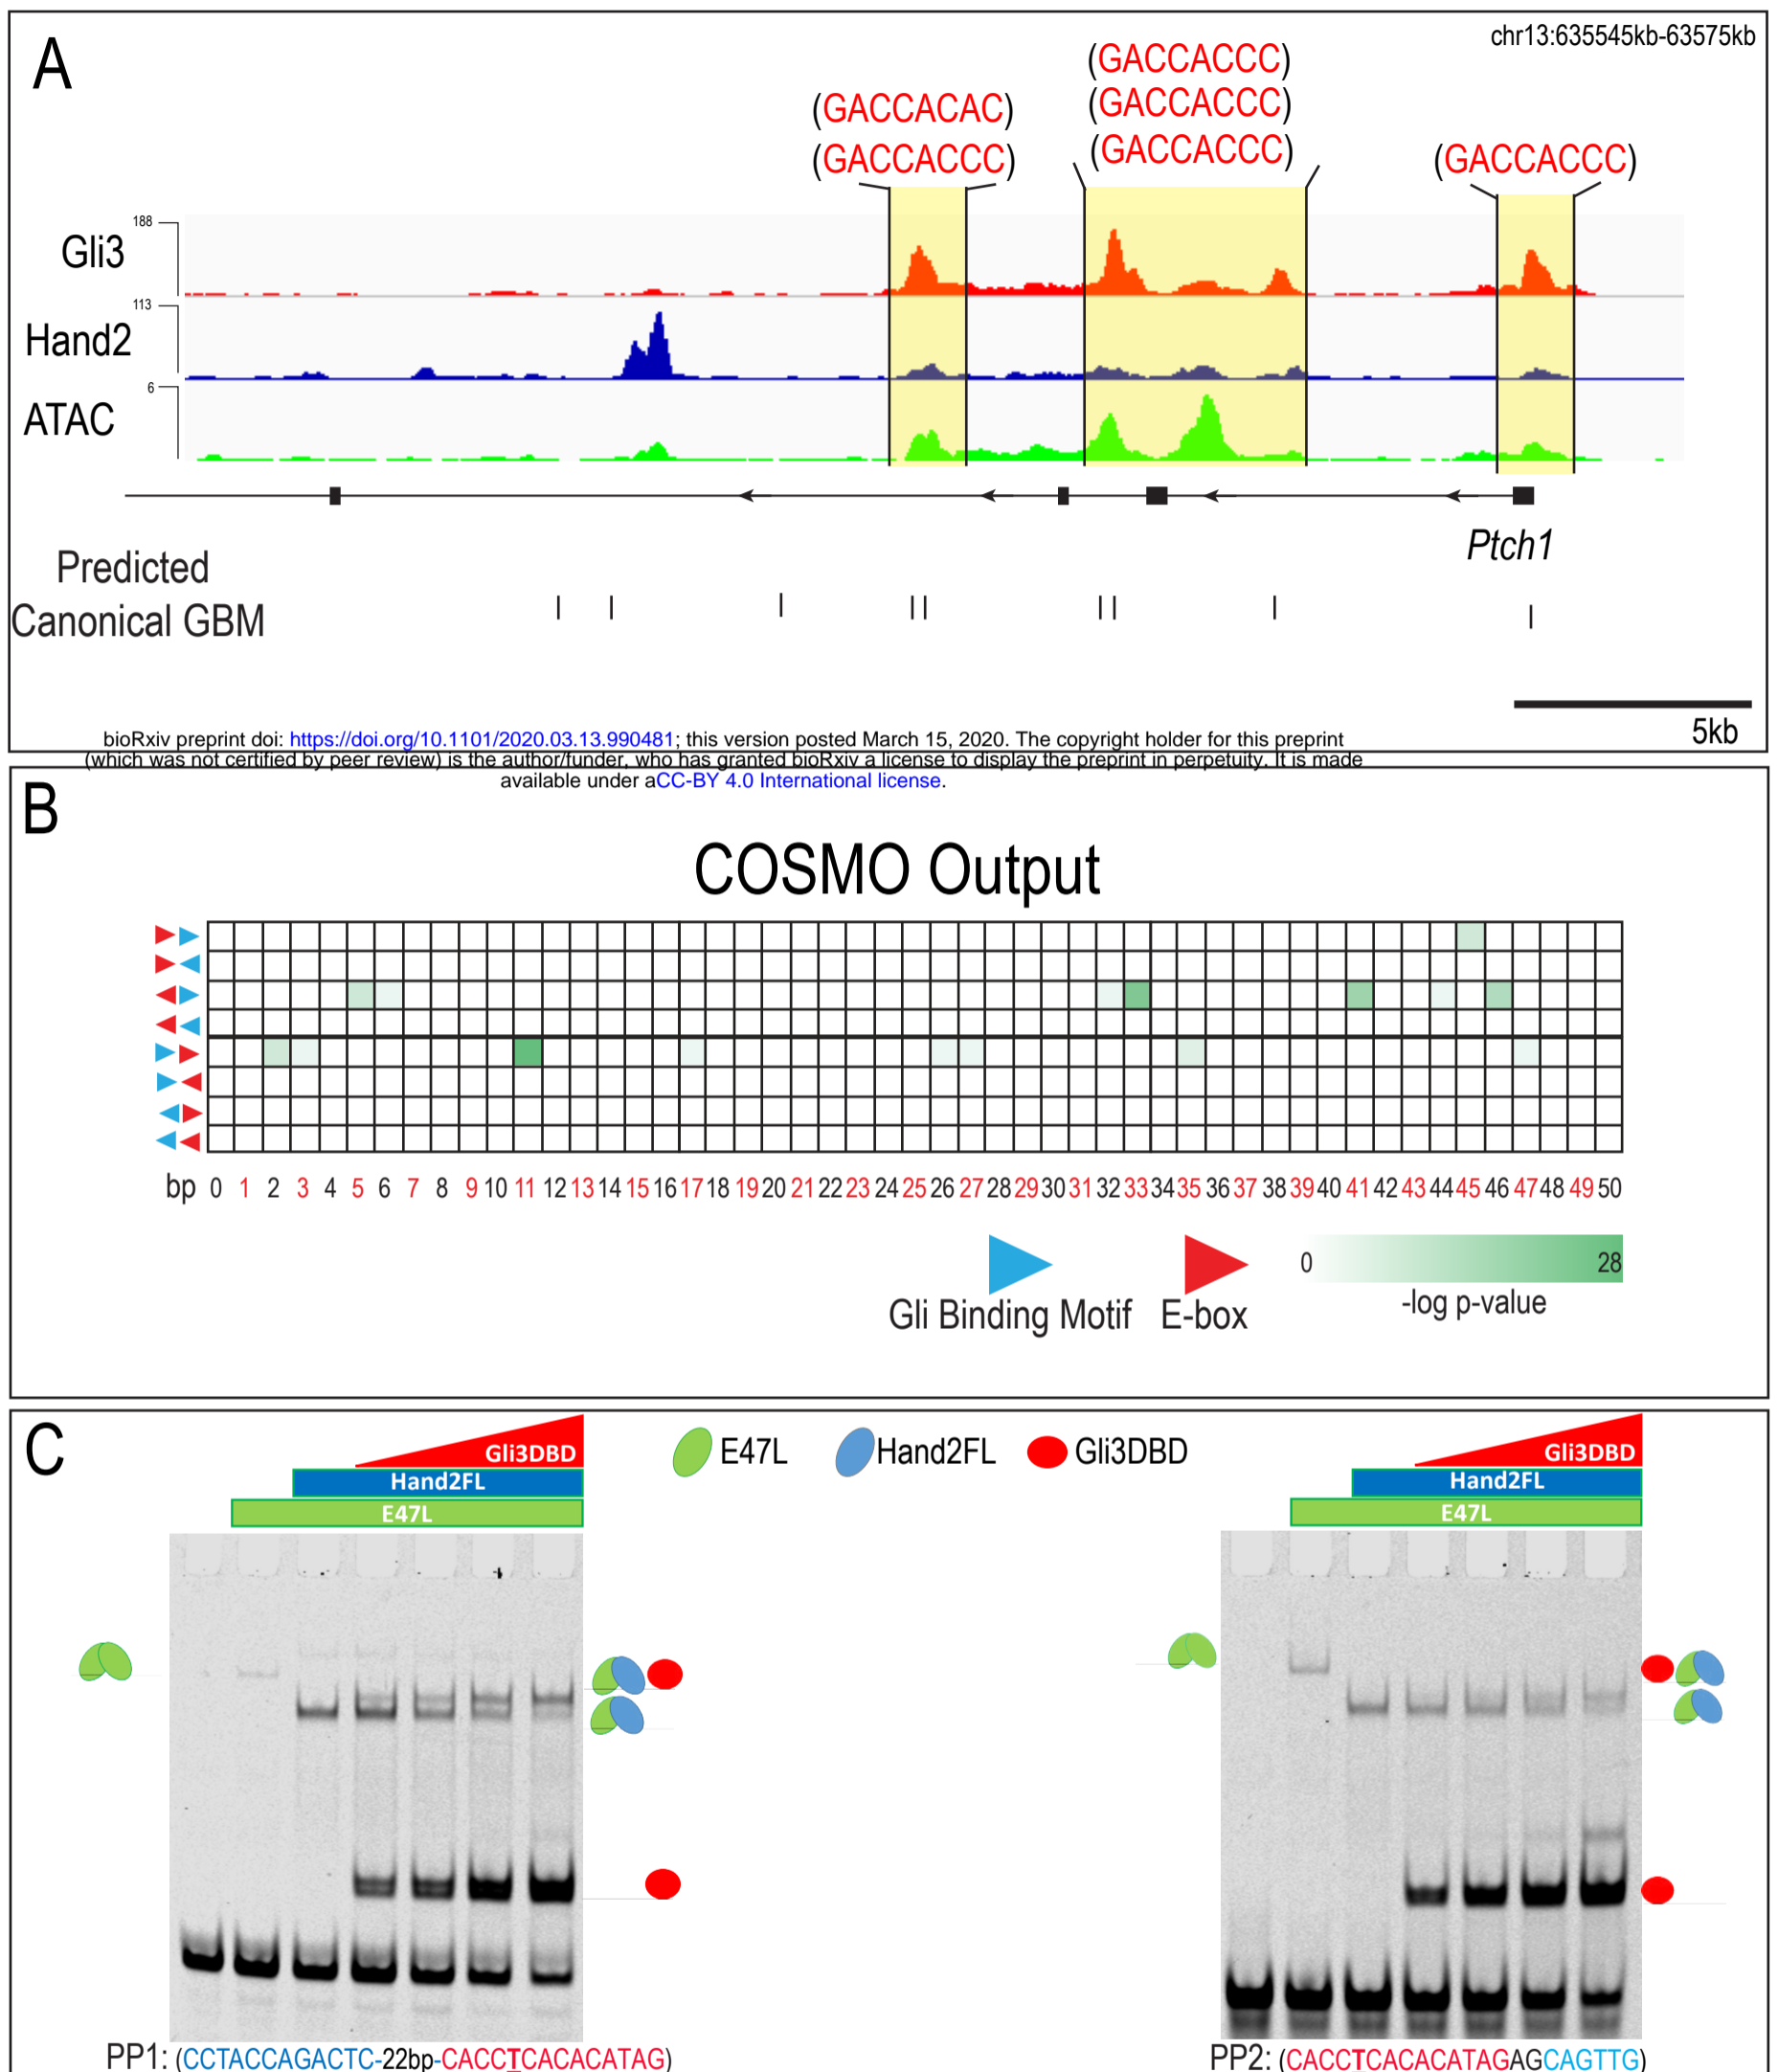 A
chr13:635545kb-63575kb
(GACCACCC)
(GACCACAC)
(GACCACCC)
(GACCACCC)
(GACCACCC)
(GACCACCC)
(GACCACCC)
188
Gli3
113
Hand2
6
ATAC
Ptch1
Predicted
Canonical GBM
5kb
bioRxiv preprint doi: https://doi.org/10.1101/2020.03.13.990481; this version posted March 15, 2020. The copyright holder for this preprint
(which was not certified by peer review) is the author/funder, who has granted bioRxiv a license to display the preprint in perpetuity. It is made
available under aCC-BY 4.0 International license.
B
COSMO Output
bp 0 1 2 3 4 5 6 7 8 9 10 11 12 13 14 15 16 17 18 19 20 21 22 23 24 25 26 27 28 29 30 31 32 33 34 35 36 37 38 39 40 41 42 43 44 45 46 47 48 49 50
Gli Binding Motif E-box
0 28
-log p-value
C
Gli3DBD
Hand2FL
E47L
E47L Hand2FL Gli3DBD
Gli3DBD
Hand2FL
E47L
PP1: (CCTACCAGACTC-22bp-CACCTCACACATAG)
PP2: (CACCTCACACATAGAGCAGTTG)